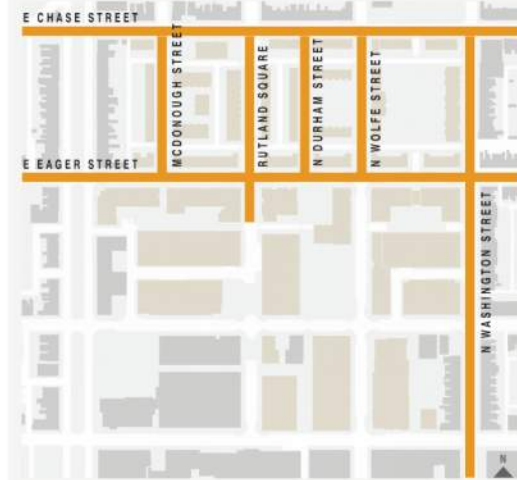 E CHASE STREET
MCDONOUGH STREET
RUTLAND SQUARE
N DURHAM STREET
N WOLFE STREET
E EAGER STREET
N WASHINGTON STREET
N